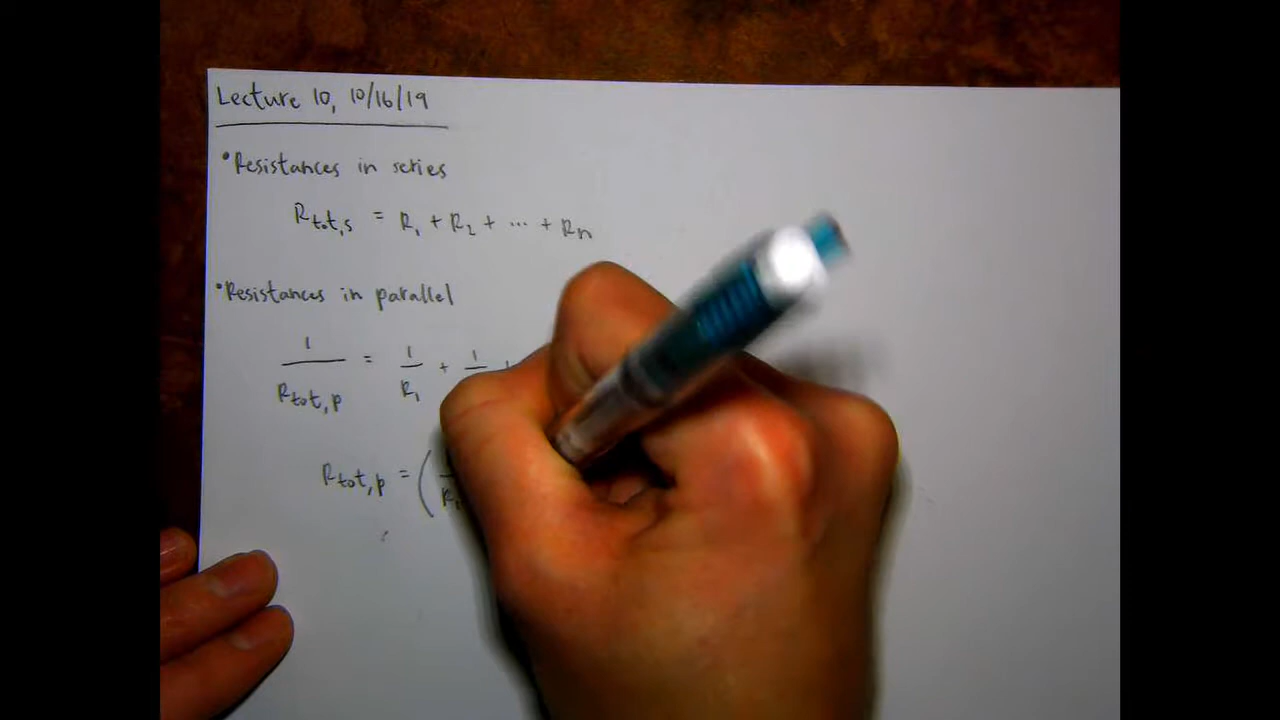 Lecture 10, 10/16/19
•Resistances in series
R_tot,s = R_1 + R_2 + ... + R_n
•Resistances in parallel
1/R_tot,p = 1/R_1 + 1/
R_tot,p = (